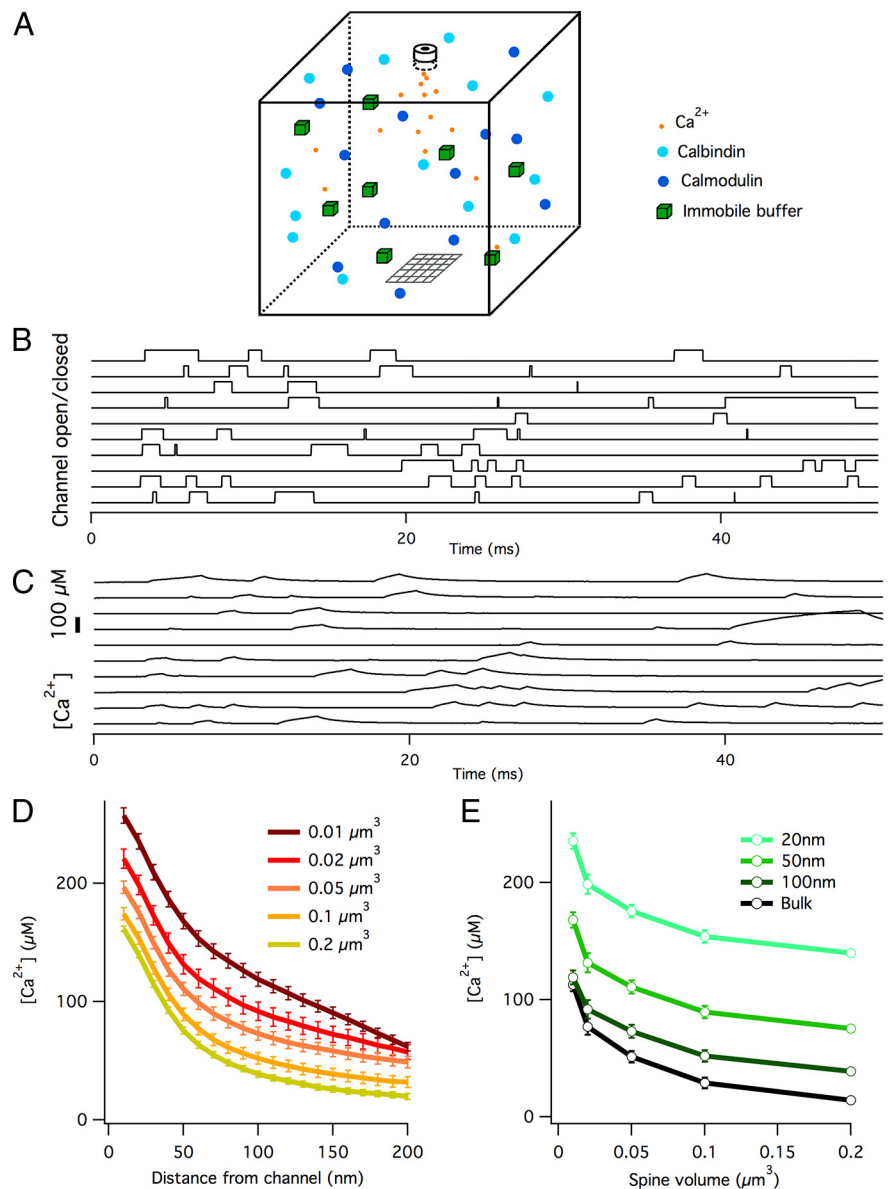 A
Ca2+
Calbindin
Calmodulin
Immobile buffer
B
Channel open/closed
0 20 40
Time (ms)
C
100 µM
[Ca2+]
0 20 40
Time (ms)
D
[Ca2+] (µM)
200
100
0
0.01 µm3
0.02 µm3
0.05 µm3
0.1 µm3
0.2 µm3
0 50 100 150 200
Distance from channel (nm)
E
[Ca2+] (µM)
200
100
0
20nm
50nm
100nm
Bulk
0 0.05 0.1 0.15 0.2
Spine volume (µm3)